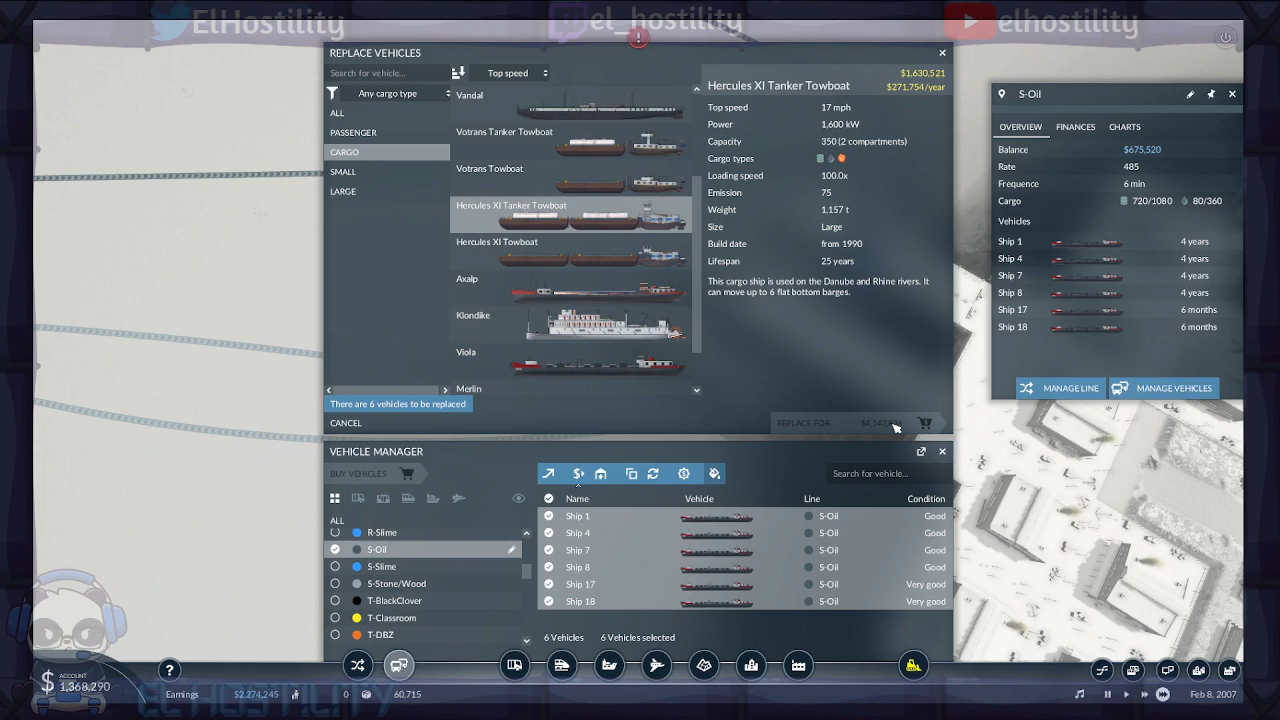 ElHostility
el_hostility
elhostility
REPLACE VEHICLES
Search for vehicle...
Top speed
Any cargo type
ALL
PASSENGER
CARGO
SMALL
LARGE
Vandal
Votrans Tanker Towboat
Votrans Towboat
Hercules XI Tanker Towboat
Hercules XI Towboat
Axalp
Klondike
Viola
Merlin
$1,630,521
Hercules XI Tanker Towboat
$271,754/year
Top speed 17 mph
Power 1,600 kW
Capacity 350 (2 compartments)
Cargo types
Loading speed 100.0x
Emission 75
Weight 1,157 t
Size Large
Build date from 1990
Lifespan 25 years
This cargo ship is used on the Danube and Rhine rivers. It
can move up to 6 flat bottom barges.
There are 6 vehicles to be replaced
CANCEL
REPLACE FOR
S-Oil
OVERVIEW FINANCES CHARTS
Balance $675,520
Rate 485
Frequence 6 min
Cargo 720/1080 80/360
Vehicles
Ship 1 4 years
Ship 4 4 years
Ship 7 4 years
Ship 8 4 years
Ship 17 6 months
Ship 18 6 months
MANAGE LINE MANAGE VEHICLES
VEHICLE MANAGER
BUY VEHICLES
Search for vehicle...
ALL
R-Slime
S-Oil
S-Slime
S-Stone/Wood
T-BlackClover
T-Classroom
T-DBZ
Name Vehicle Line Condition
Ship 1 S-Oil Good
Ship 4 S-Oil Good
Ship 7 S-Oil Good
Ship 8 S-Oil Good
Ship 17 S-Oil Very good
Ship 18 S-Oil Very good
6 Vehicles 6 Vehicles selected
?
$ ACCOUNT
1,368,290
Earnings $2,274,245 0 60,715
Feb 8, 2007
ELHOSTILITY